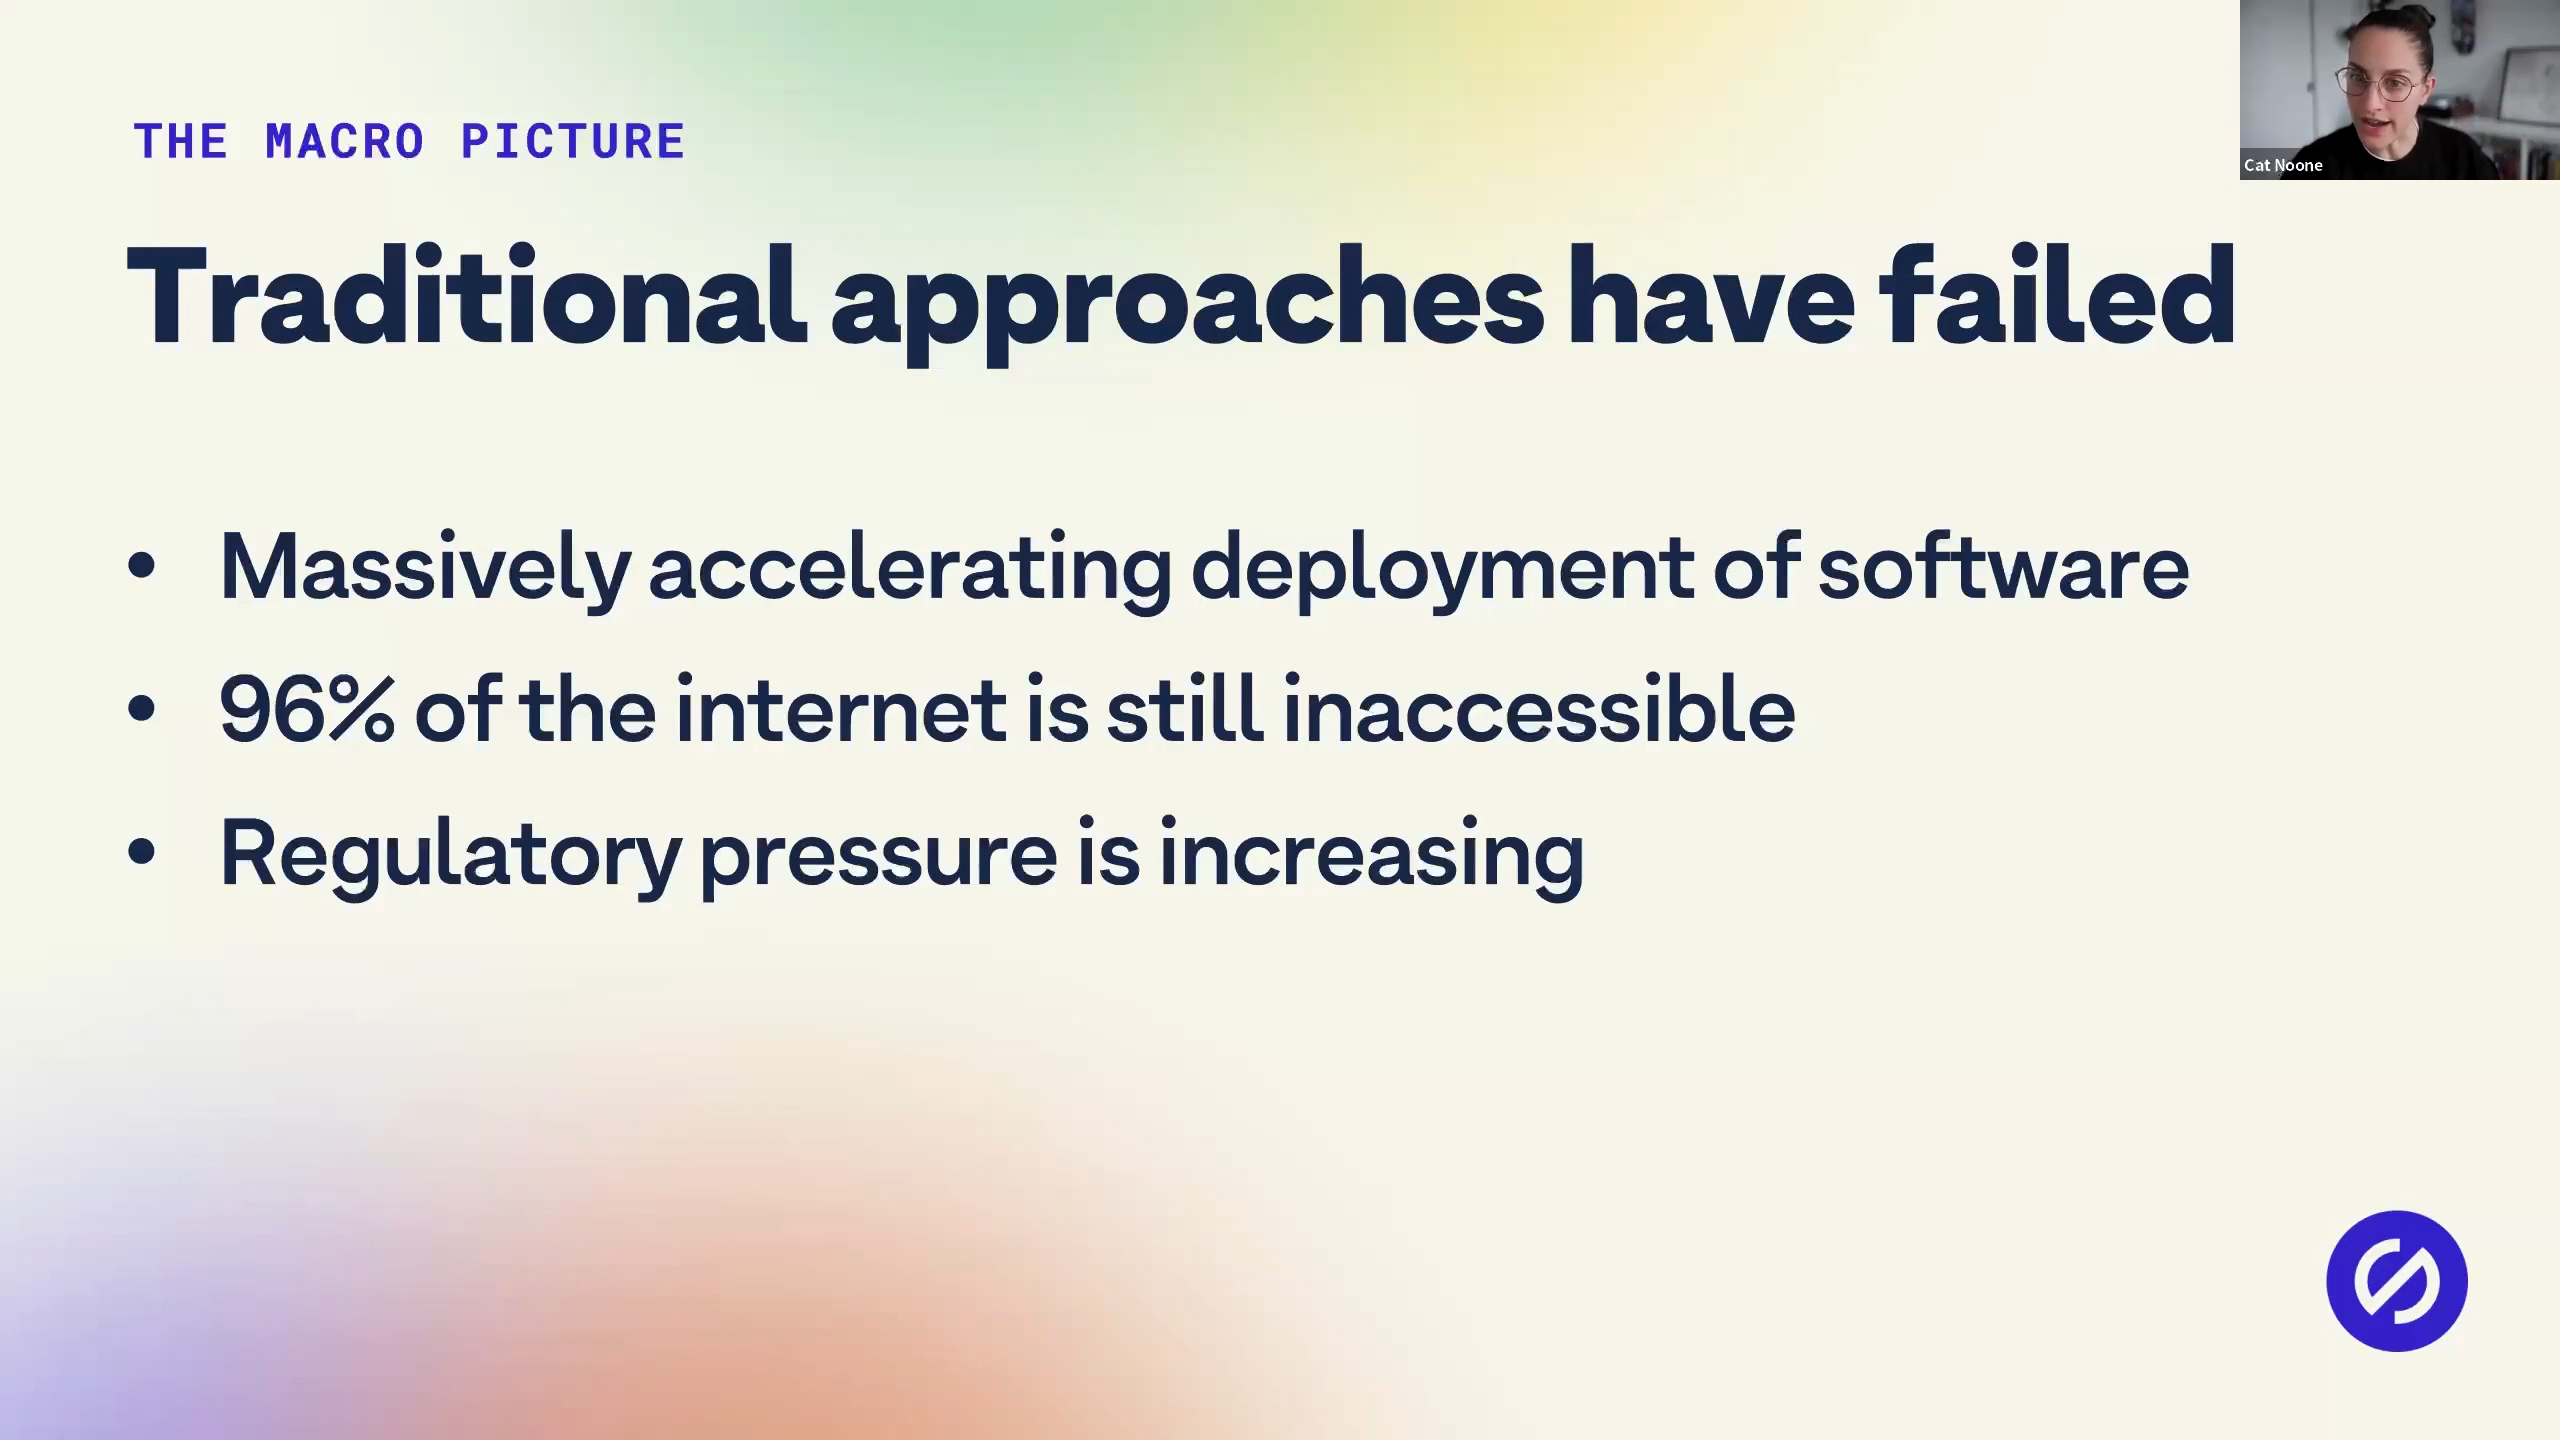 THE MACRO PICTURE
Cat Noone
Traditional approaches have failed
• Massively accelerating deployment of software
• 96% of the internet is still inaccessible
• Regulatory pressure is increasing